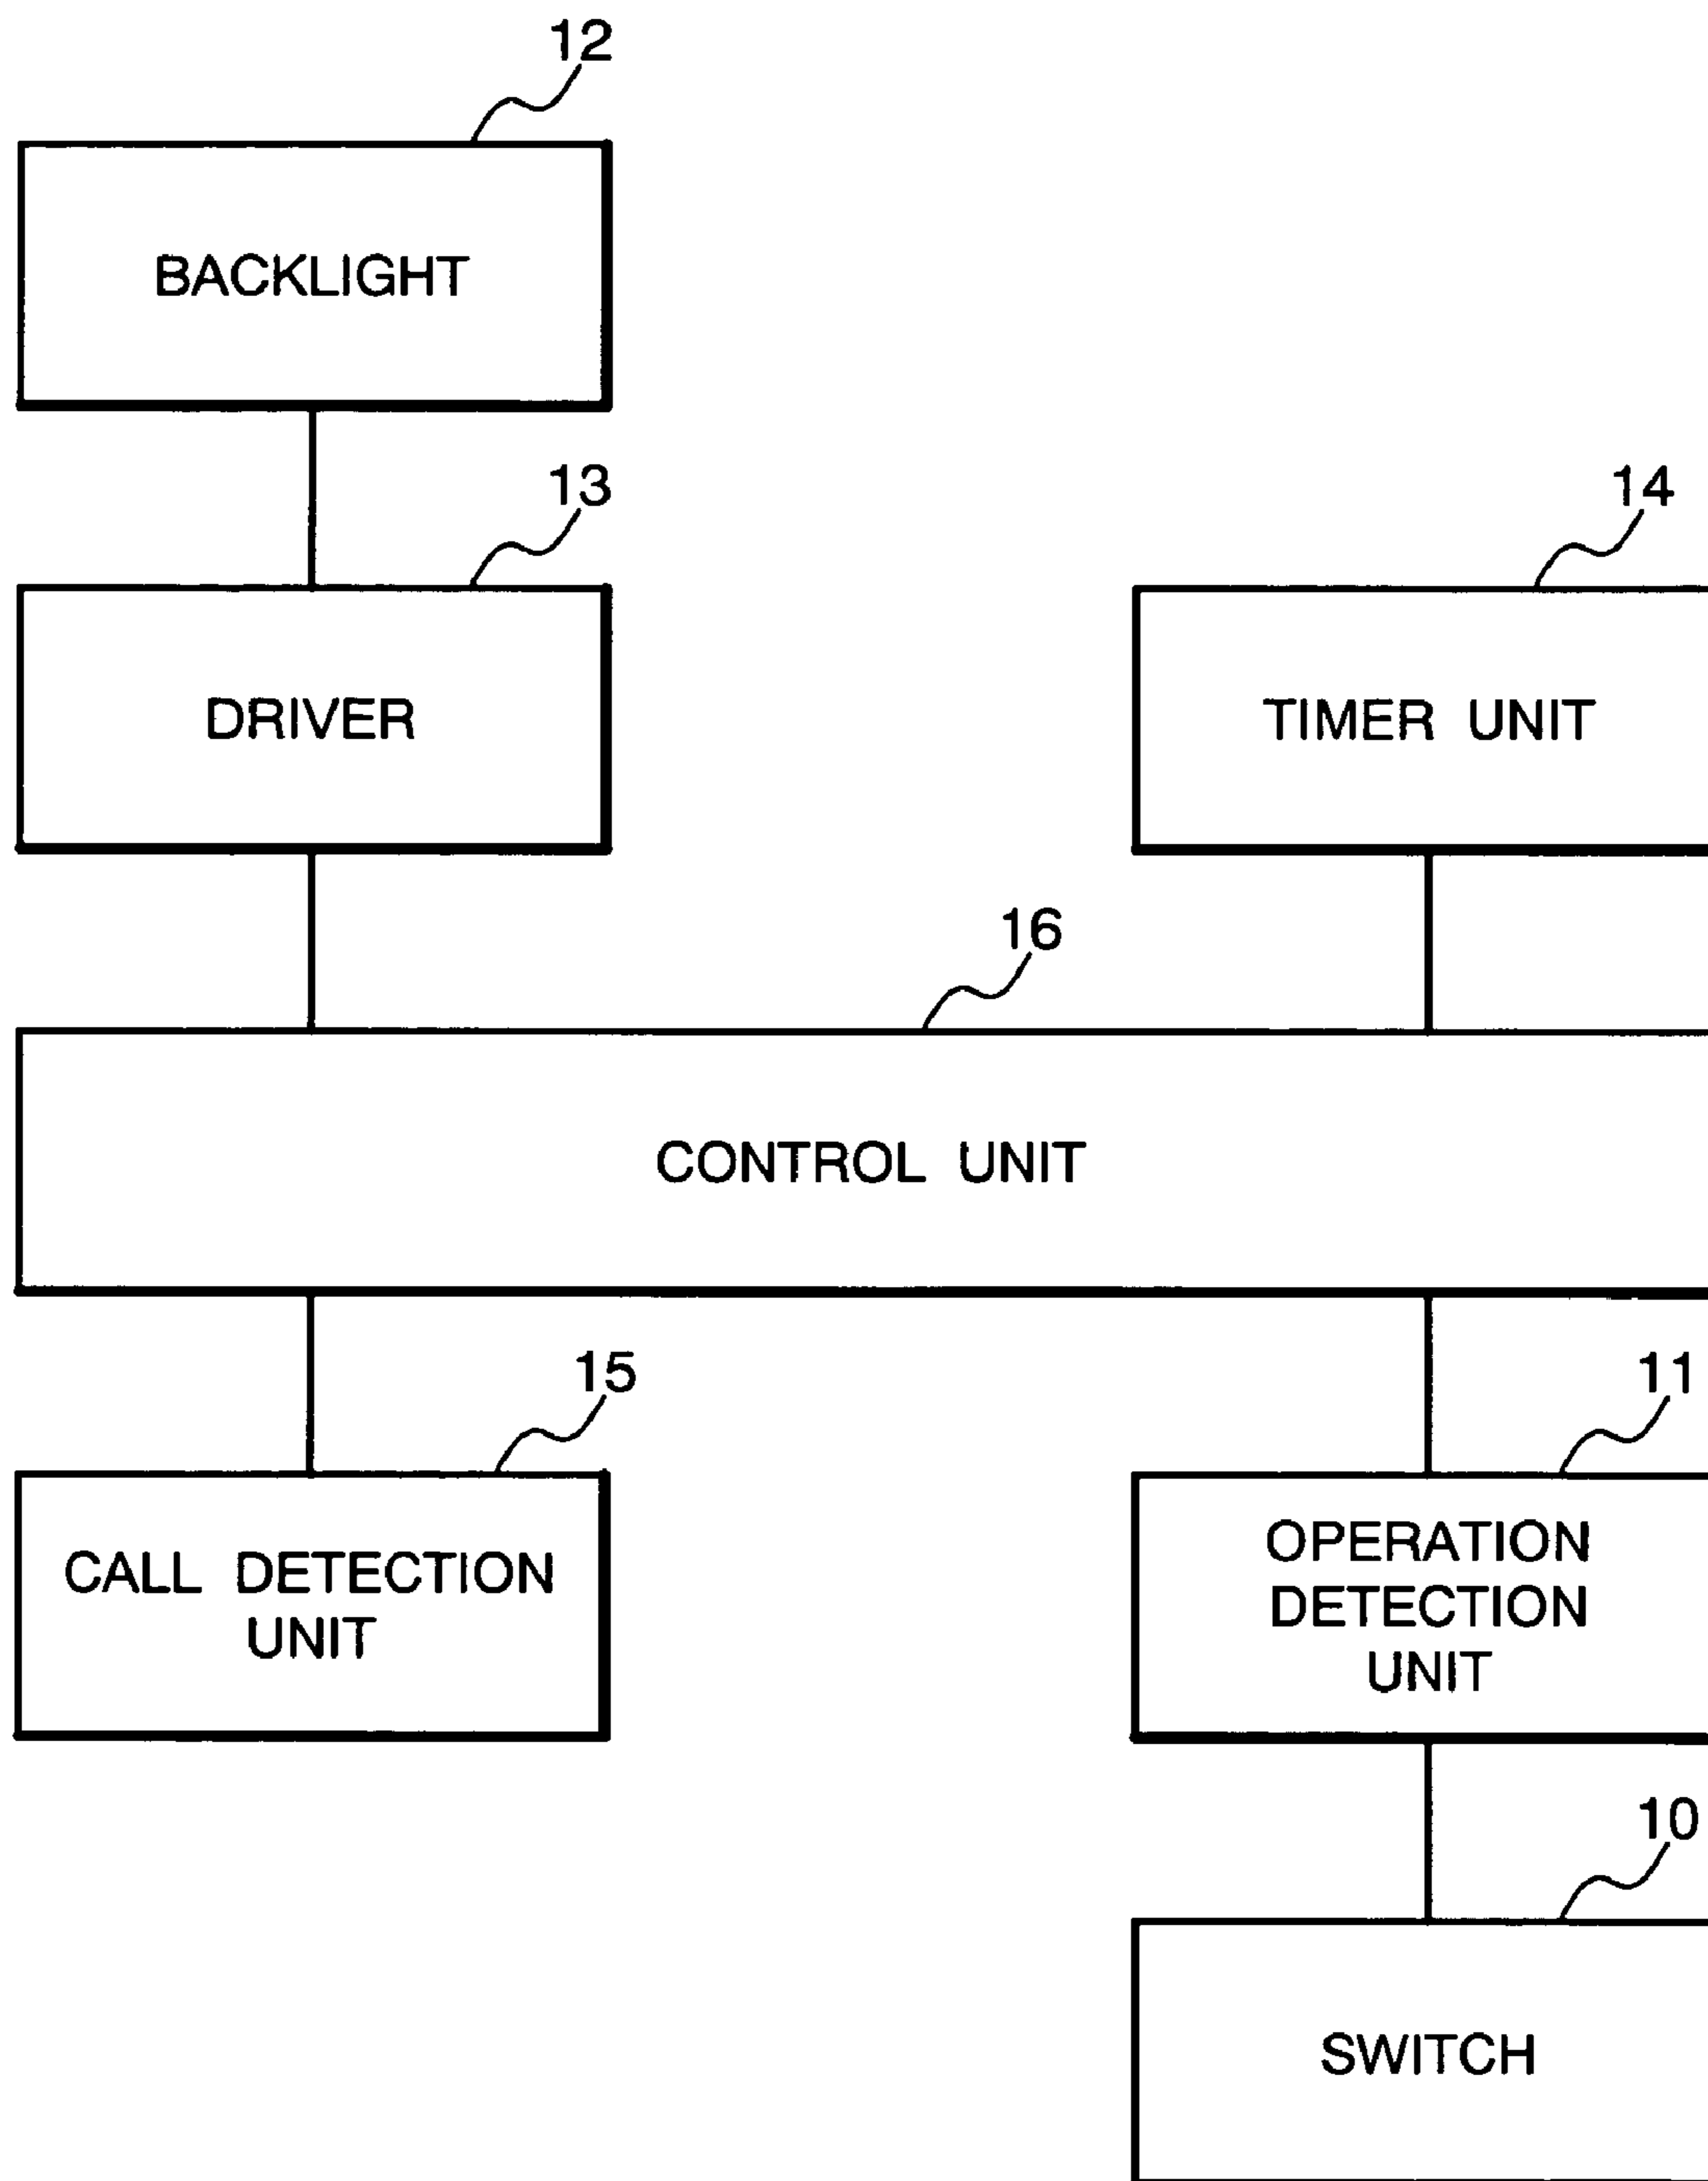 12
BACKLIGHT
13
14
DRIVER
TIMER UNIT
16
CONTROL UNIT
15
11
CALL DETECTION
UNIT
OPERATION
DETECTION
UNIT
10
SWITCH